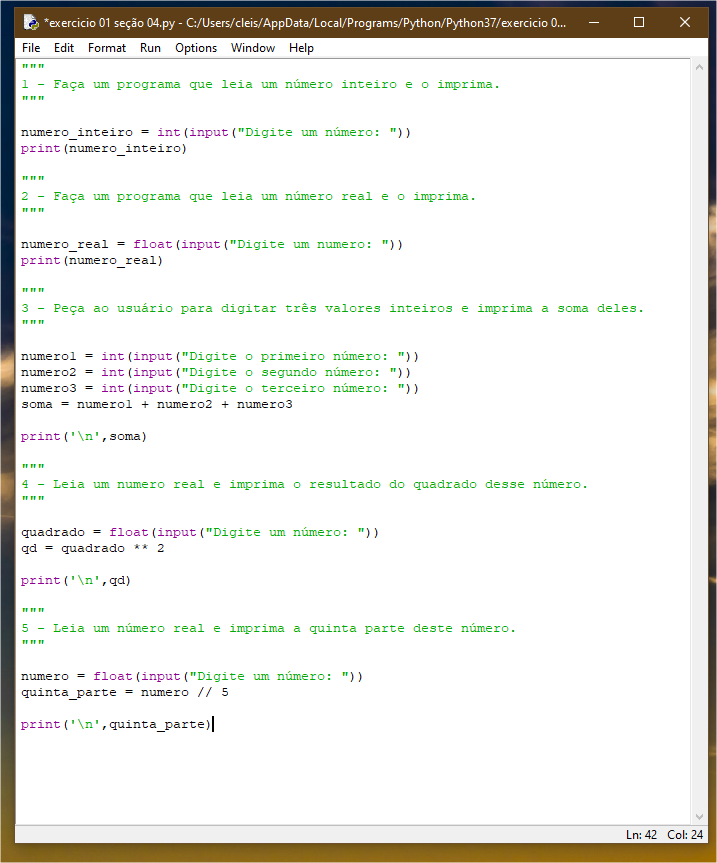 *exercicio 01 seção 04.py - C:/Users/cleis/AppData/Local/Programs/Python/Python37/exercicio 0...
File Edit Format Run Options Window Help
"""
1 - Faça um programa que leia um número inteiro e o imprima.
"""
numero_inteiro = int(input("Digite um número: "))
print(numero_inteiro)
"""
2 - Faça um programa que leia um número real e o imprima.
"""
numero_real = float(input("Digite um numero: "))
print(numero_real)
"""
3 - Peça ao usuário para digitar três valores inteiros e imprima a soma deles.
"""
numero1 = int(input("Digite o primeiro número: "))
numero2 = int(input("Digite o segundo número: "))
numero3 = int(input("Digite o terceiro número: "))
soma = numero1 + numero2 + numero3
print('\n',soma)
"""
4 - Leia um numero real e imprima o resultado do quadrado desse número.
"""
quadrado = float(input("Digite um número: "))
qd = quadrado ** 2
print('\n',qd)
"""
5 - Leia um número real e imprima a quinta parte deste número.
"""
numero = float(input("Digite um número: "))
quinta_parte = numero // 5
print('\n',quinta_parte)
Ln: 42 Col: 24